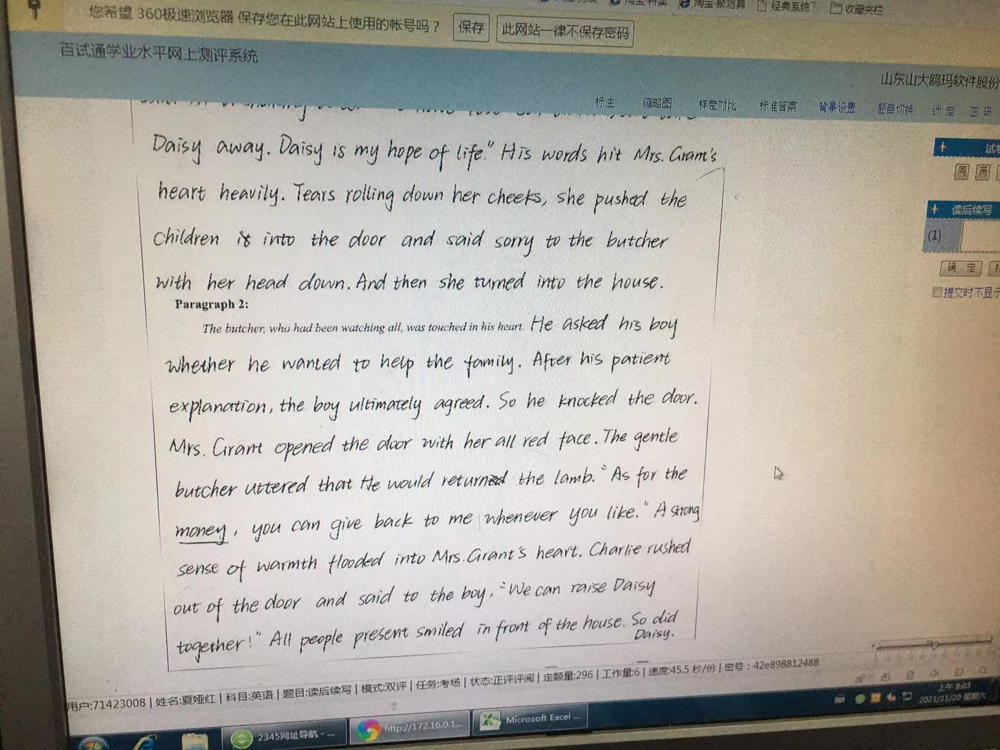 您希望 360极速浏览器 保存您在此网站上使用的帐号吗？ 保存 此网站一律不保存密码
淘宝·特卖 淘宝·聚划算 经典系统下 收藏夹栏
百试通学业水平网上测评系统
山东山大鸥玛软件股份
标注 缩略图 样卷对比 标准答案 背景设置 题目切换 锁 定 密 码
Daisy away. Daisy is my hope of life." His words hit Mrs. Grant's
heart heavily. Tears rolling down her cheeks, she pushed the
children into the door and said sorry to the butcher
with her head down. And then she turned into the house.
Paragraph 2:
The butcher, who had been watching all, was touched in his heart. He asked his boy
whether he wanted to help the family. After his patient
explanation, the boy ultimately agreed. So he knocked the door.
Mrs. Grant opened the door with her all red face. The gentle
butcher uttered that He would return the lamb. "As for the
money, you can give back to me whenever you like." A strong
sense of warmth flooded into Mrs. Grant's heart. Charlie rushed
out of the door and said to the boy, "We can raise Daisy
together!" All people present smiled in front of the house. So did
Daisy.
试卷
同 满
读后续写
(1)
确 定
提交时不显示
用户:71423008 | 姓名:夏娅红 | 科目:英语 | 题目:读后续写 | 模式:双评 | 任务:考场 | 状态:正评评阅 | 定额量:296 | 工作量:6 | 速度:45.5 秒/份 | 密号：42e898812488
2345网址导航 - ...
http://172.16.0.1...
Microsoft Excel ...
上午 8:03
2021/11/20 星期六